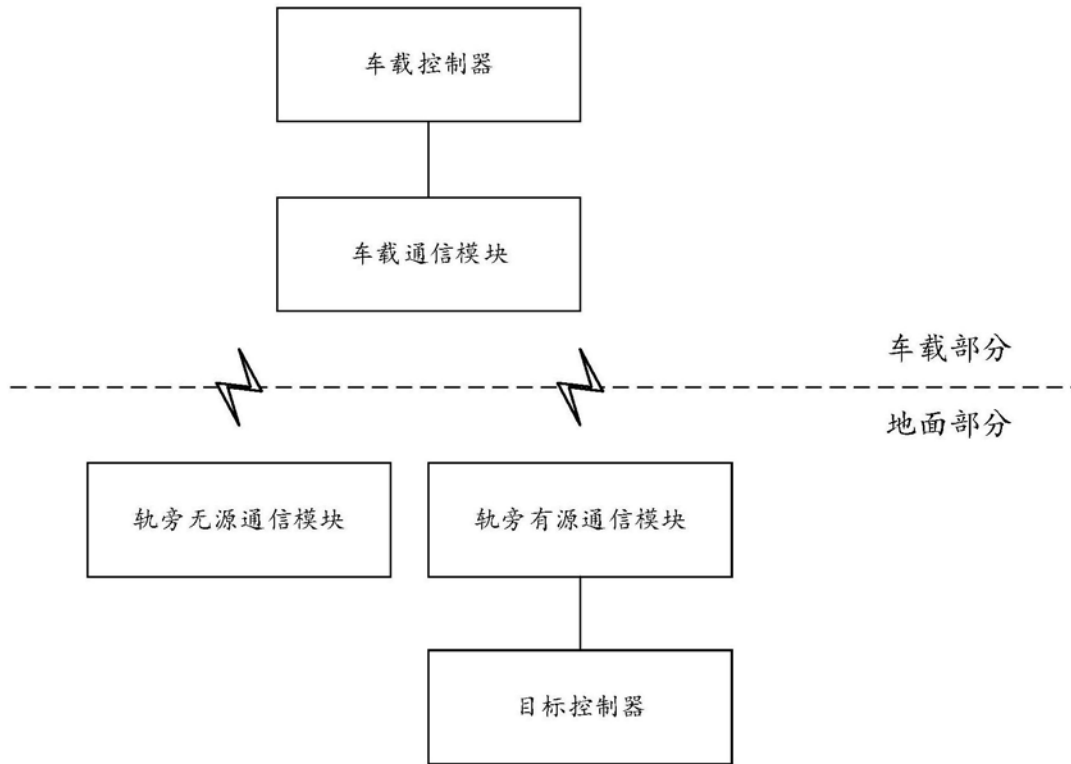 车载控制器
车载通信模块
车载部分
地面部分
轨旁无源通信模块
轨旁有源通信模块
目标控制器